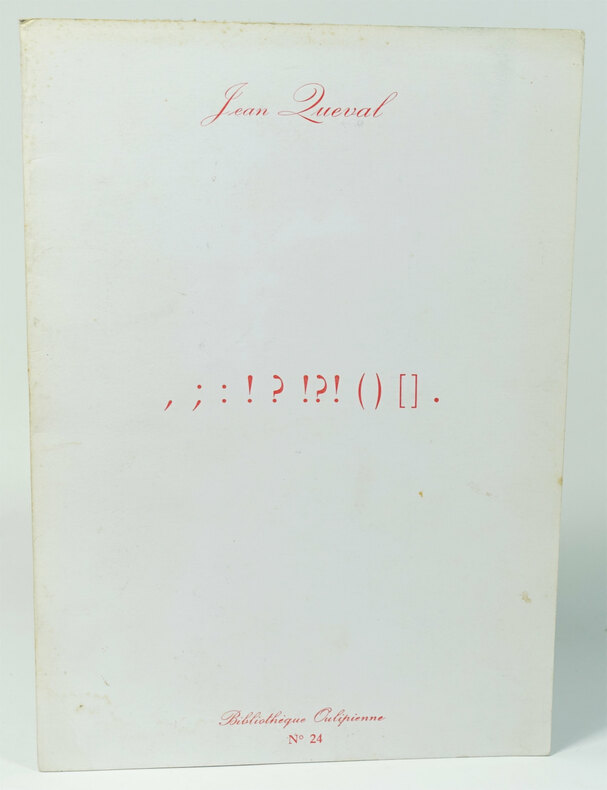 Jean Queval
, ; : ! ? !?! ( ) [ ] .
Bibliothèque Oulipienne
N° 24